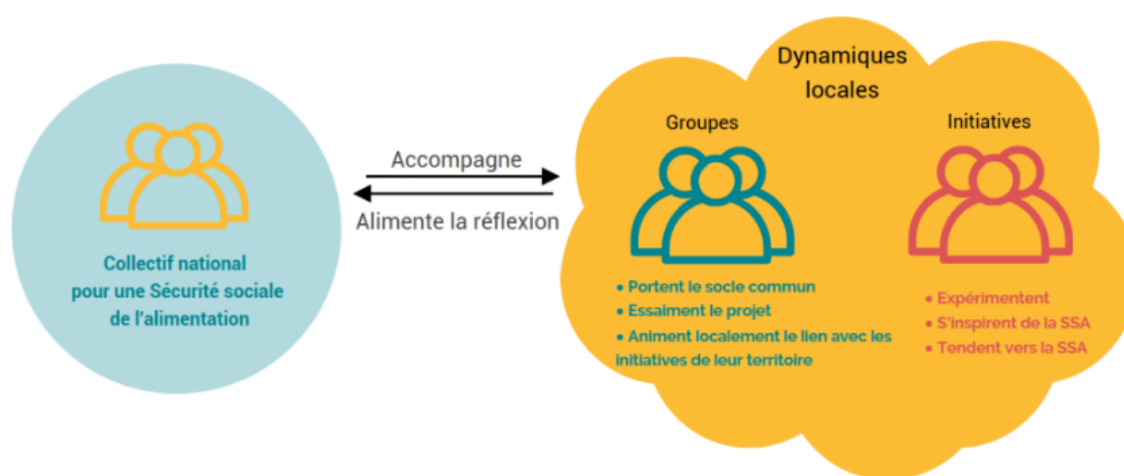 Collectif national
pour une Sécurité sociale
de l'alimentation
Accompagne
Alimente la réflexion
Dynamiques
locales
Groupes
• Portent le socle commun
• Essaiment le projet
• Animent localement le lien avec les
initiatives de leur territoire
Initiatives
• Expérimentent
• S'inspirent de la SSA
• Tendent vers la SSA